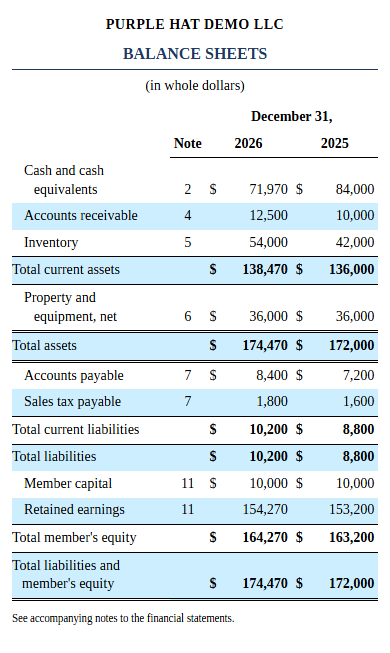 PURPLE HAT DEMO LLC
BALANCE SHEETS
(in whole dollars)
December 31,
Note 2026 2025
Cash and cash
equivalents 2 $ 71,970 $ 84,000
Accounts receivable 4 12,500 10,000
Inventory 5 54,000 42,000
Total current assets $ 138,470 $ 136,000
Property and
equipment, net 6 $ 36,000 $ 36,000
Total assets $ 174,470 $ 172,000
Accounts payable 7 $ 8,400 $ 7,200
Sales tax payable 7 1,800 1,600
Total current liabilities $ 10,200 $ 8,800
Total liabilities $ 10,200 $ 8,800
Member capital 11 $ 10,000 $ 10,000
Retained earnings 11 154,270 153,200
Total member's equity $ 164,270 $ 163,200
Total liabilities and
member's equity $ 174,470 $ 172,000
See accompanying notes to the financial statements.